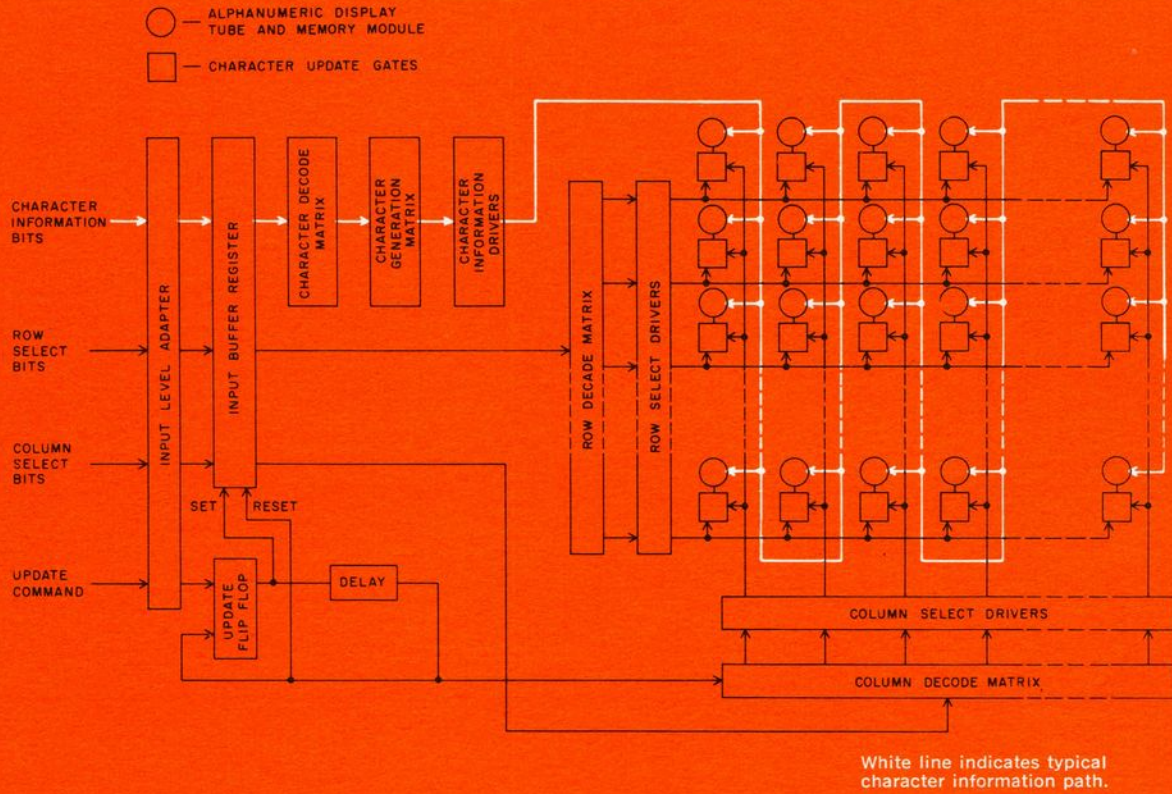 — ALPHANUMERIC DISPLAY
TUBE AND MEMORY MODULE
— CHARACTER UPDATE GATES
CHARACTER
INFORMATION
BITS
ROW
SELECT
BITS
COLUMN
SELECT
BITS
UPDATE
COMMAND
INPUT LEVEL ADAPTER
INPUT BUFFER REGISTER
CHARACTER DECODE
MATRIX
CHARACTER
GENERATION
MATRIX
CHARACTER
INFORMATION
DRIVERS
SET
RESET
UPDATE
FLIP FLOP
DELAY
ROW DECADE MATRIX
ROW SELECT DRIVERS
COLUMN SELECT DRIVERS
COLUMN DECODE MATRIX
White line indicates typical
character information path.